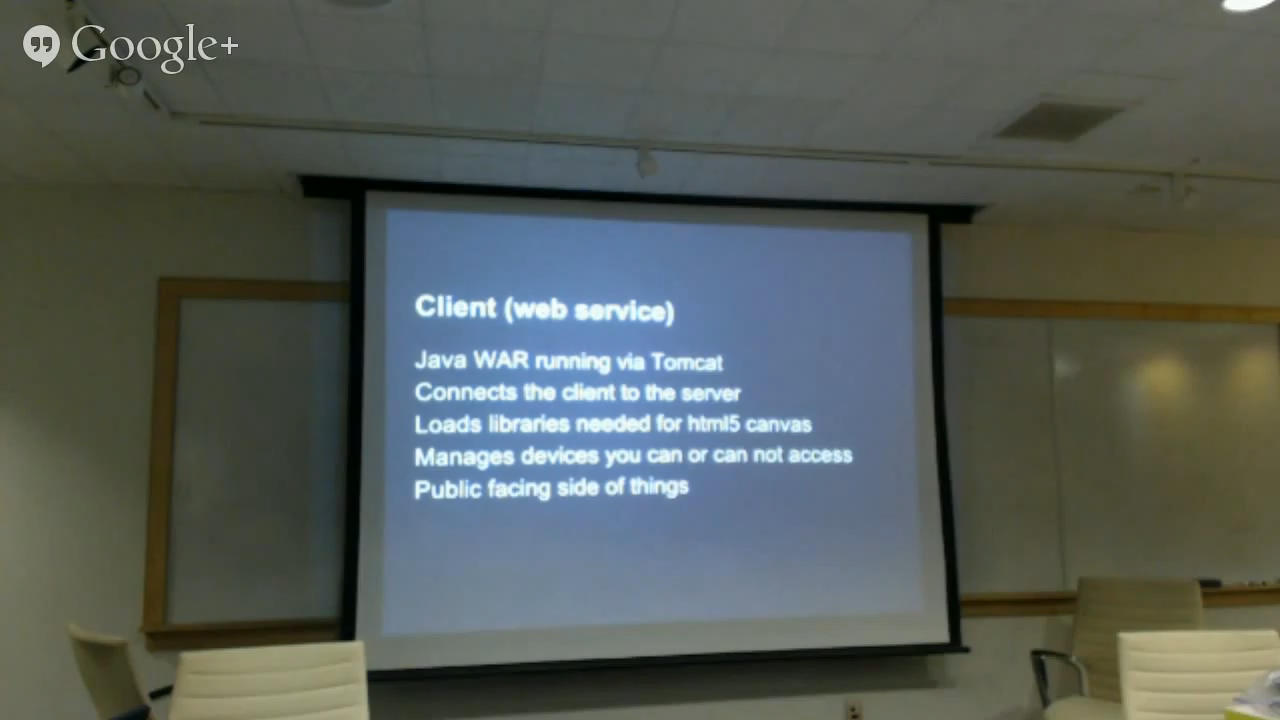 Google+
Client (web service)
Java WAR running via Tomcat
Connects the client to the server
Loads libraries needed for html5 canvas
Manages devices you can or can not access
Public facing side of things